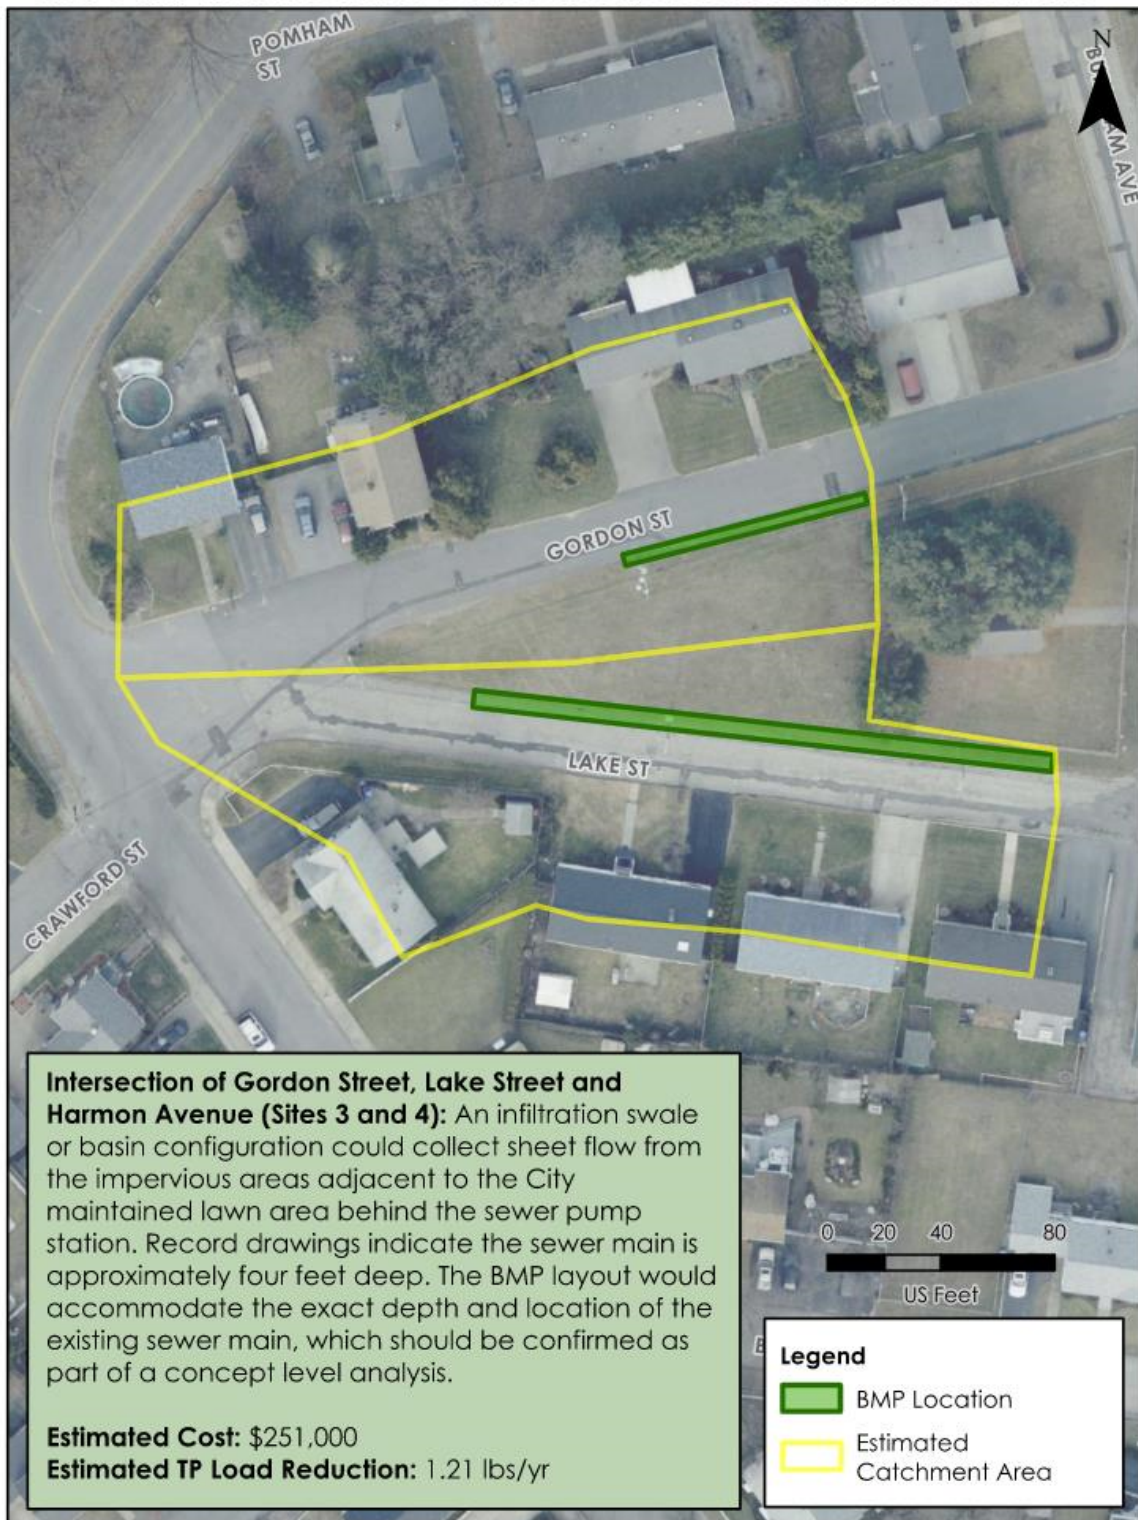 POMHAM
ST
N
GORDON ST
LAKE ST
CRAWFORD ST
Intersection of Gordon Street, Lake Street and
Harmon Avenue (Sites 3 and 4): An infiltration swale
or basin configuration could collect sheet flow from
the impervious areas adjacent to the City
maintained lawn area behind the sewer pump
station. Record drawings indicate the sewer main is
approximately four feet deep. The BMP layout would
accommodate the exact depth and location of the
existing sewer main, which should be confirmed as
part of a concept level analysis.
Estimated Cost: $251,000
Estimated TP Load Reduction: 1.21 lbs/yr
0 20 40 80
US Feet
Legend
BMP Location
Estimated
Catchment Area